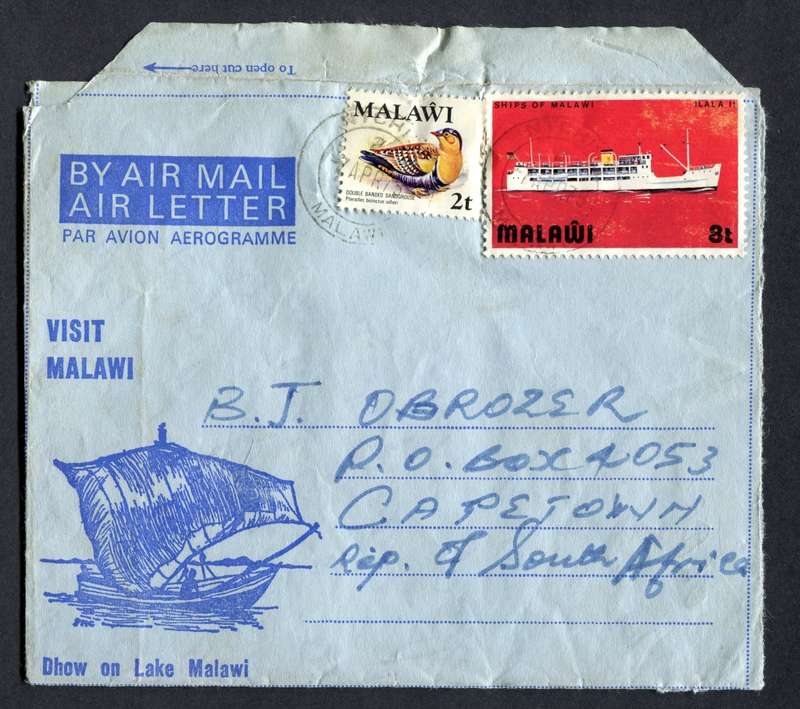 To open cut here
MALAŴI
DOUBLE BANDED SANDGROUSE
Pterocles bicinctus
2t
SHIPS OF MALAWI
ILALA II
MALAŴI
3t
APR
MALAWI
BY AIR MAIL
AIR LETTER
PAR AVION AEROGRAMME
VISIT
MALAWI
B.J. OBROZER
P.O. BOX 4053
CAPETOWN
Rep. Of South Africa
Dhow on Lake Malawi